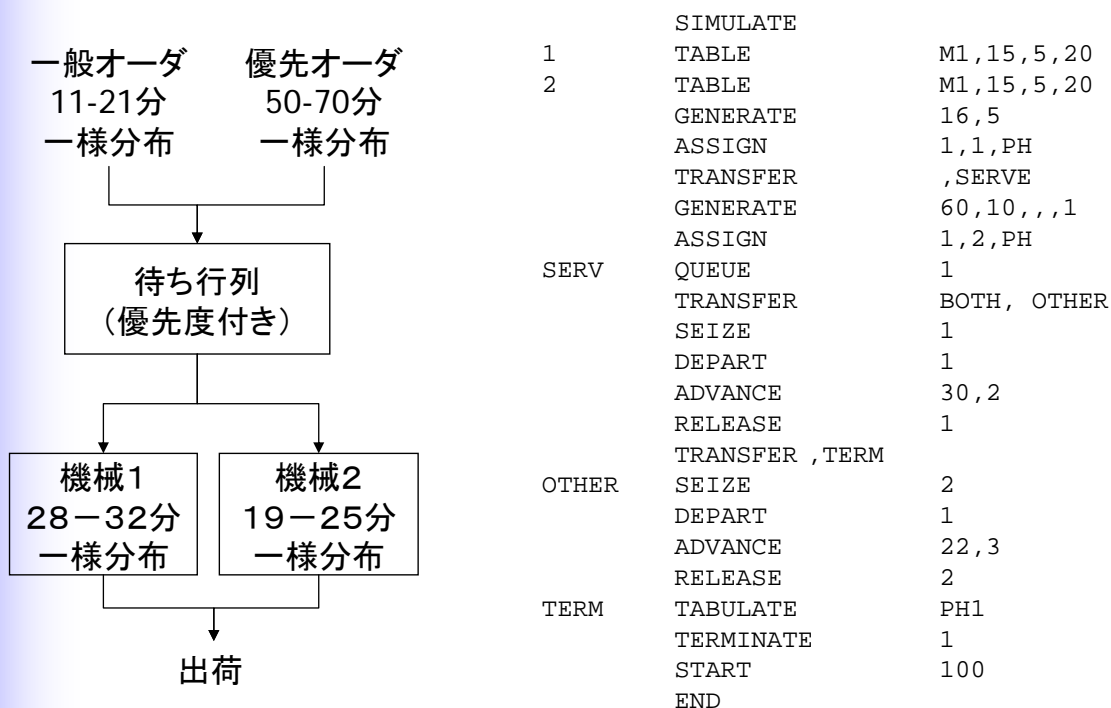 一般オーダ
11-21分
一様分布
優先オーダ
50-70分
一様分布
待ち行列
（優先度付き）
機械１
２８－３２分
一様分布
機械２
１９－２５分
一様分布
出荷
SIMULATE
1 TABLE M1,15,5,20
2 TABLE M1,15,5,20
GENERATE 16,5
ASSIGN 1,1,PH
TRANSFER ,SERVE
GENERATE 60,10,,,1
ASSIGN 1,2,PH
SERV QUEUE 1
TRANSFER BOTH, OTHER
SEIZE 1
DEPART 1
ADVANCE 30,2
RELEASE 1
TRANSFER ,TERM
OTHER SEIZE 2
DEPART 1
ADVANCE 22,3
RELEASE 2
TERM TABULATE PH1
TERMINATE 1
START 100
END